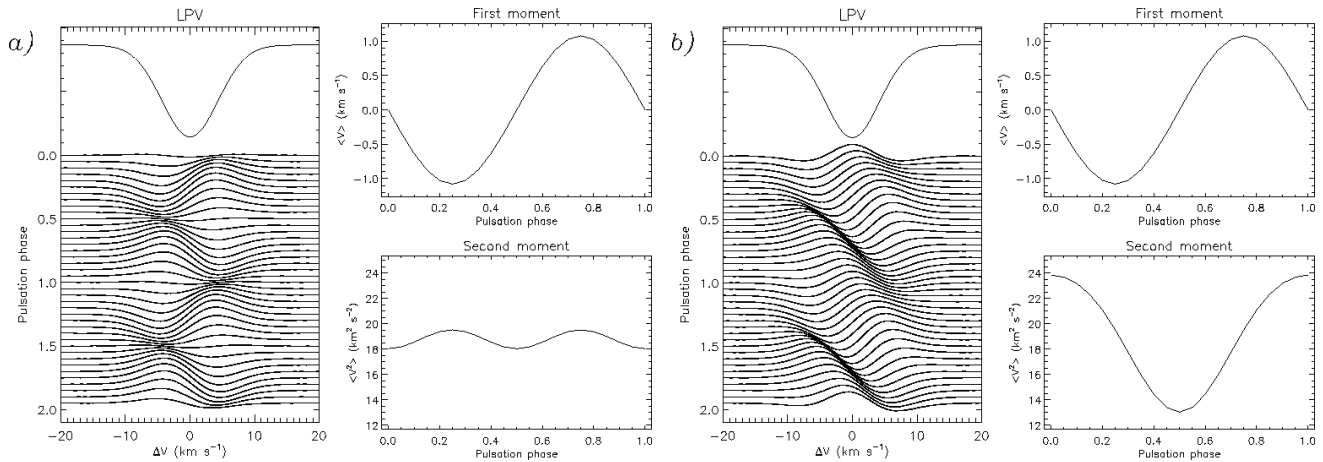 a)
LPV
0.0
0.5
1.0
1.5
2.0
Pulsation phase
−20 −10 0 10 20
ΔV (km s⁻¹)
First moment
1.0
0.5
0.0
−0.5
−1.0
<V> (km s⁻¹)
0.0 0.2 0.4 0.6 0.8 1.0
Pulsation phase
Second moment
24
22
20
18
16
14
12
<V²> (km² s⁻²)
0.0 0.2 0.4 0.6 0.8 1.0
Pulsation phase
b)
LPV
0.0
0.5
1.0
1.5
2.0
Pulsation phase
−20 −10 0 10 20
ΔV (km s⁻¹)
First moment
1.0
0.5
0.0
−0.5
−1.0
<V> (km s⁻¹)
0.0 0.2 0.4 0.6 0.8 1.0
Pulsation phase
Second moment
24
22
20
18
16
14
12
<V²> (km² s⁻²)
0.0 0.2 0.4 0.6 0.8 1.0
Pulsation phase